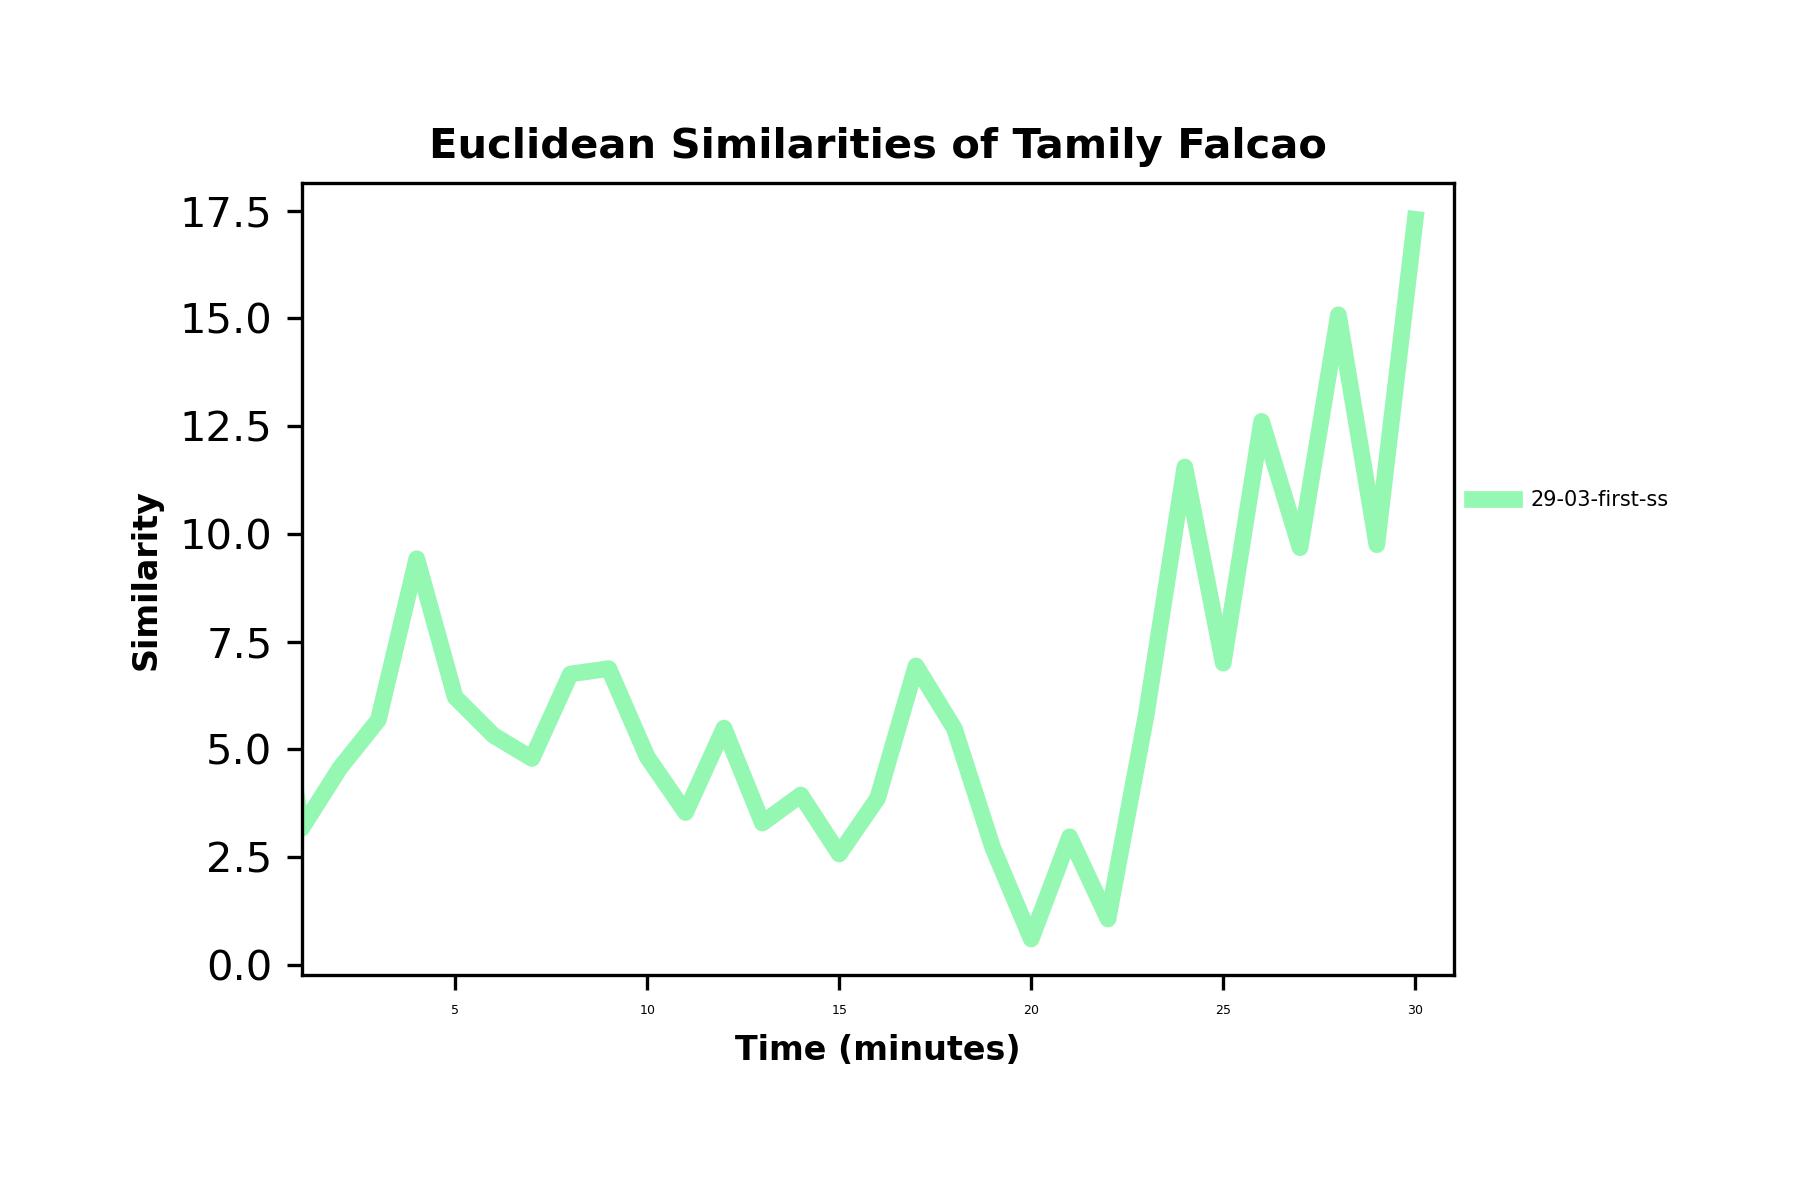 Euclidean Similarities of Tamily Falcao
17.5
15.0
12.5
10.0
7.5
5.0
2.5
0.0
Similarity
5 10 15 20 25 30
Time (minutes)
29-03-first-ss